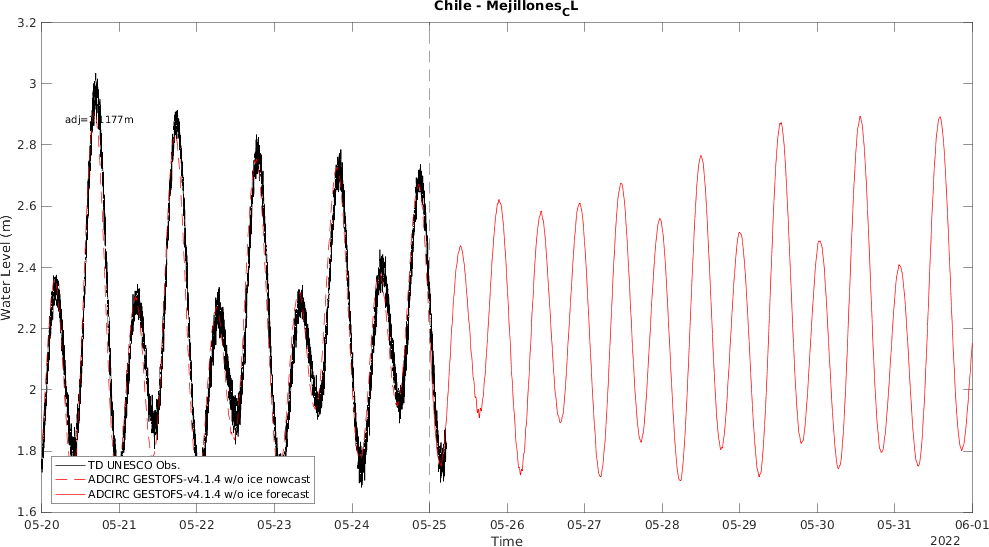 Chile - Mejillones_CL
3.2
3
2.8
2.6
2.4
2.2
2
1.8
1.6
Water Level (m)
TD UNESCO Obs.
ADCIRC GESTOFS-v4.1.4 w/o ice nowcast
ADCIRC GESTOFS-v4.1.4 w/o ice forecast
05-20 05-21 05-22 05-23 05-24 05-25 05-26 05-27 05-28 05-29 05-30 05-31 06-01
Time
2022